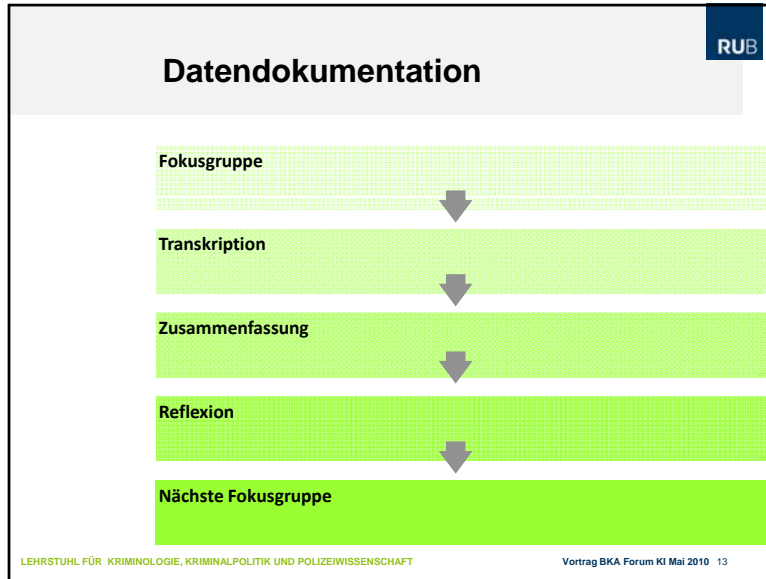 RUB
Datendokumentation
Fokusgruppe
Transkription
Zusammenfassung
Reflexion
Nächste Fokusgruppe
LEHRSTUHL FÜR KRIMINOLOGIE, KRIMINALPOLITIK UND POLIZEIWISSENSCHAFT Vortrag BKA Forum KI Mai 2010 13